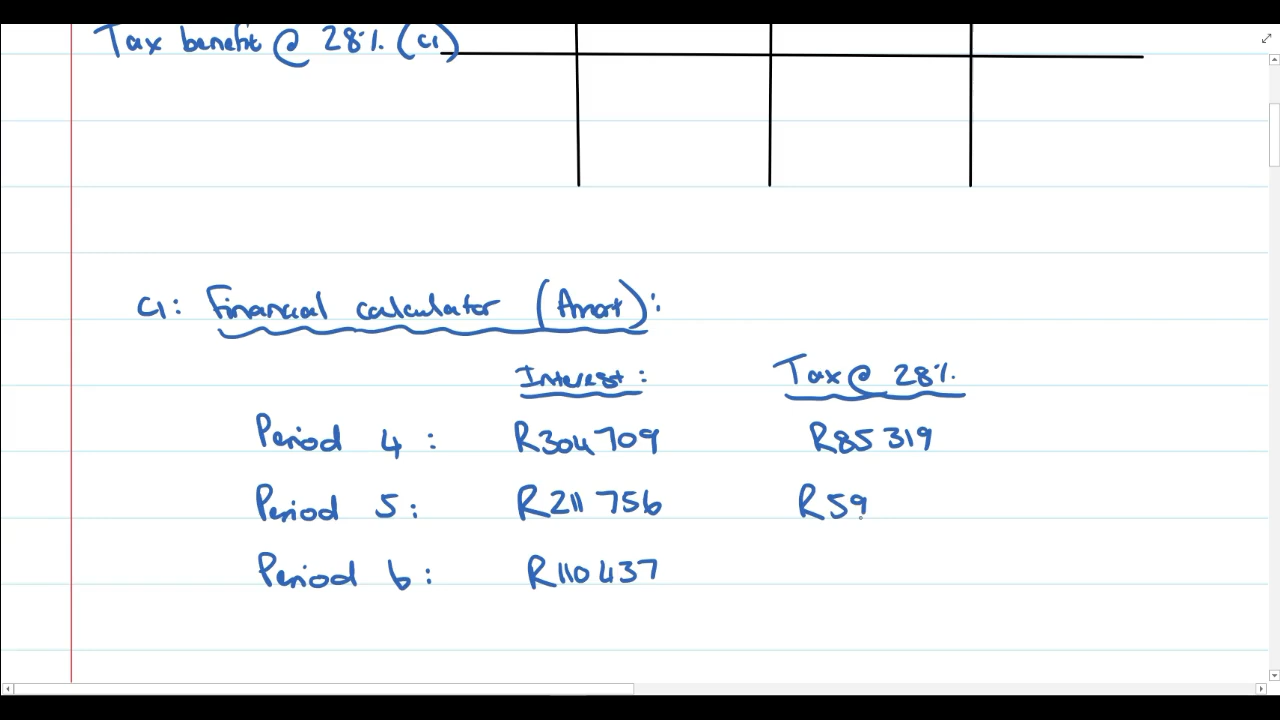 Tax benefit @ 28% (C1)
C1: Financial calculator (Amort):
Interest: Tax @ 28%
Period 4: R304 709 R85 319
Period 5: R211 756 R59
Period 6: R110 437